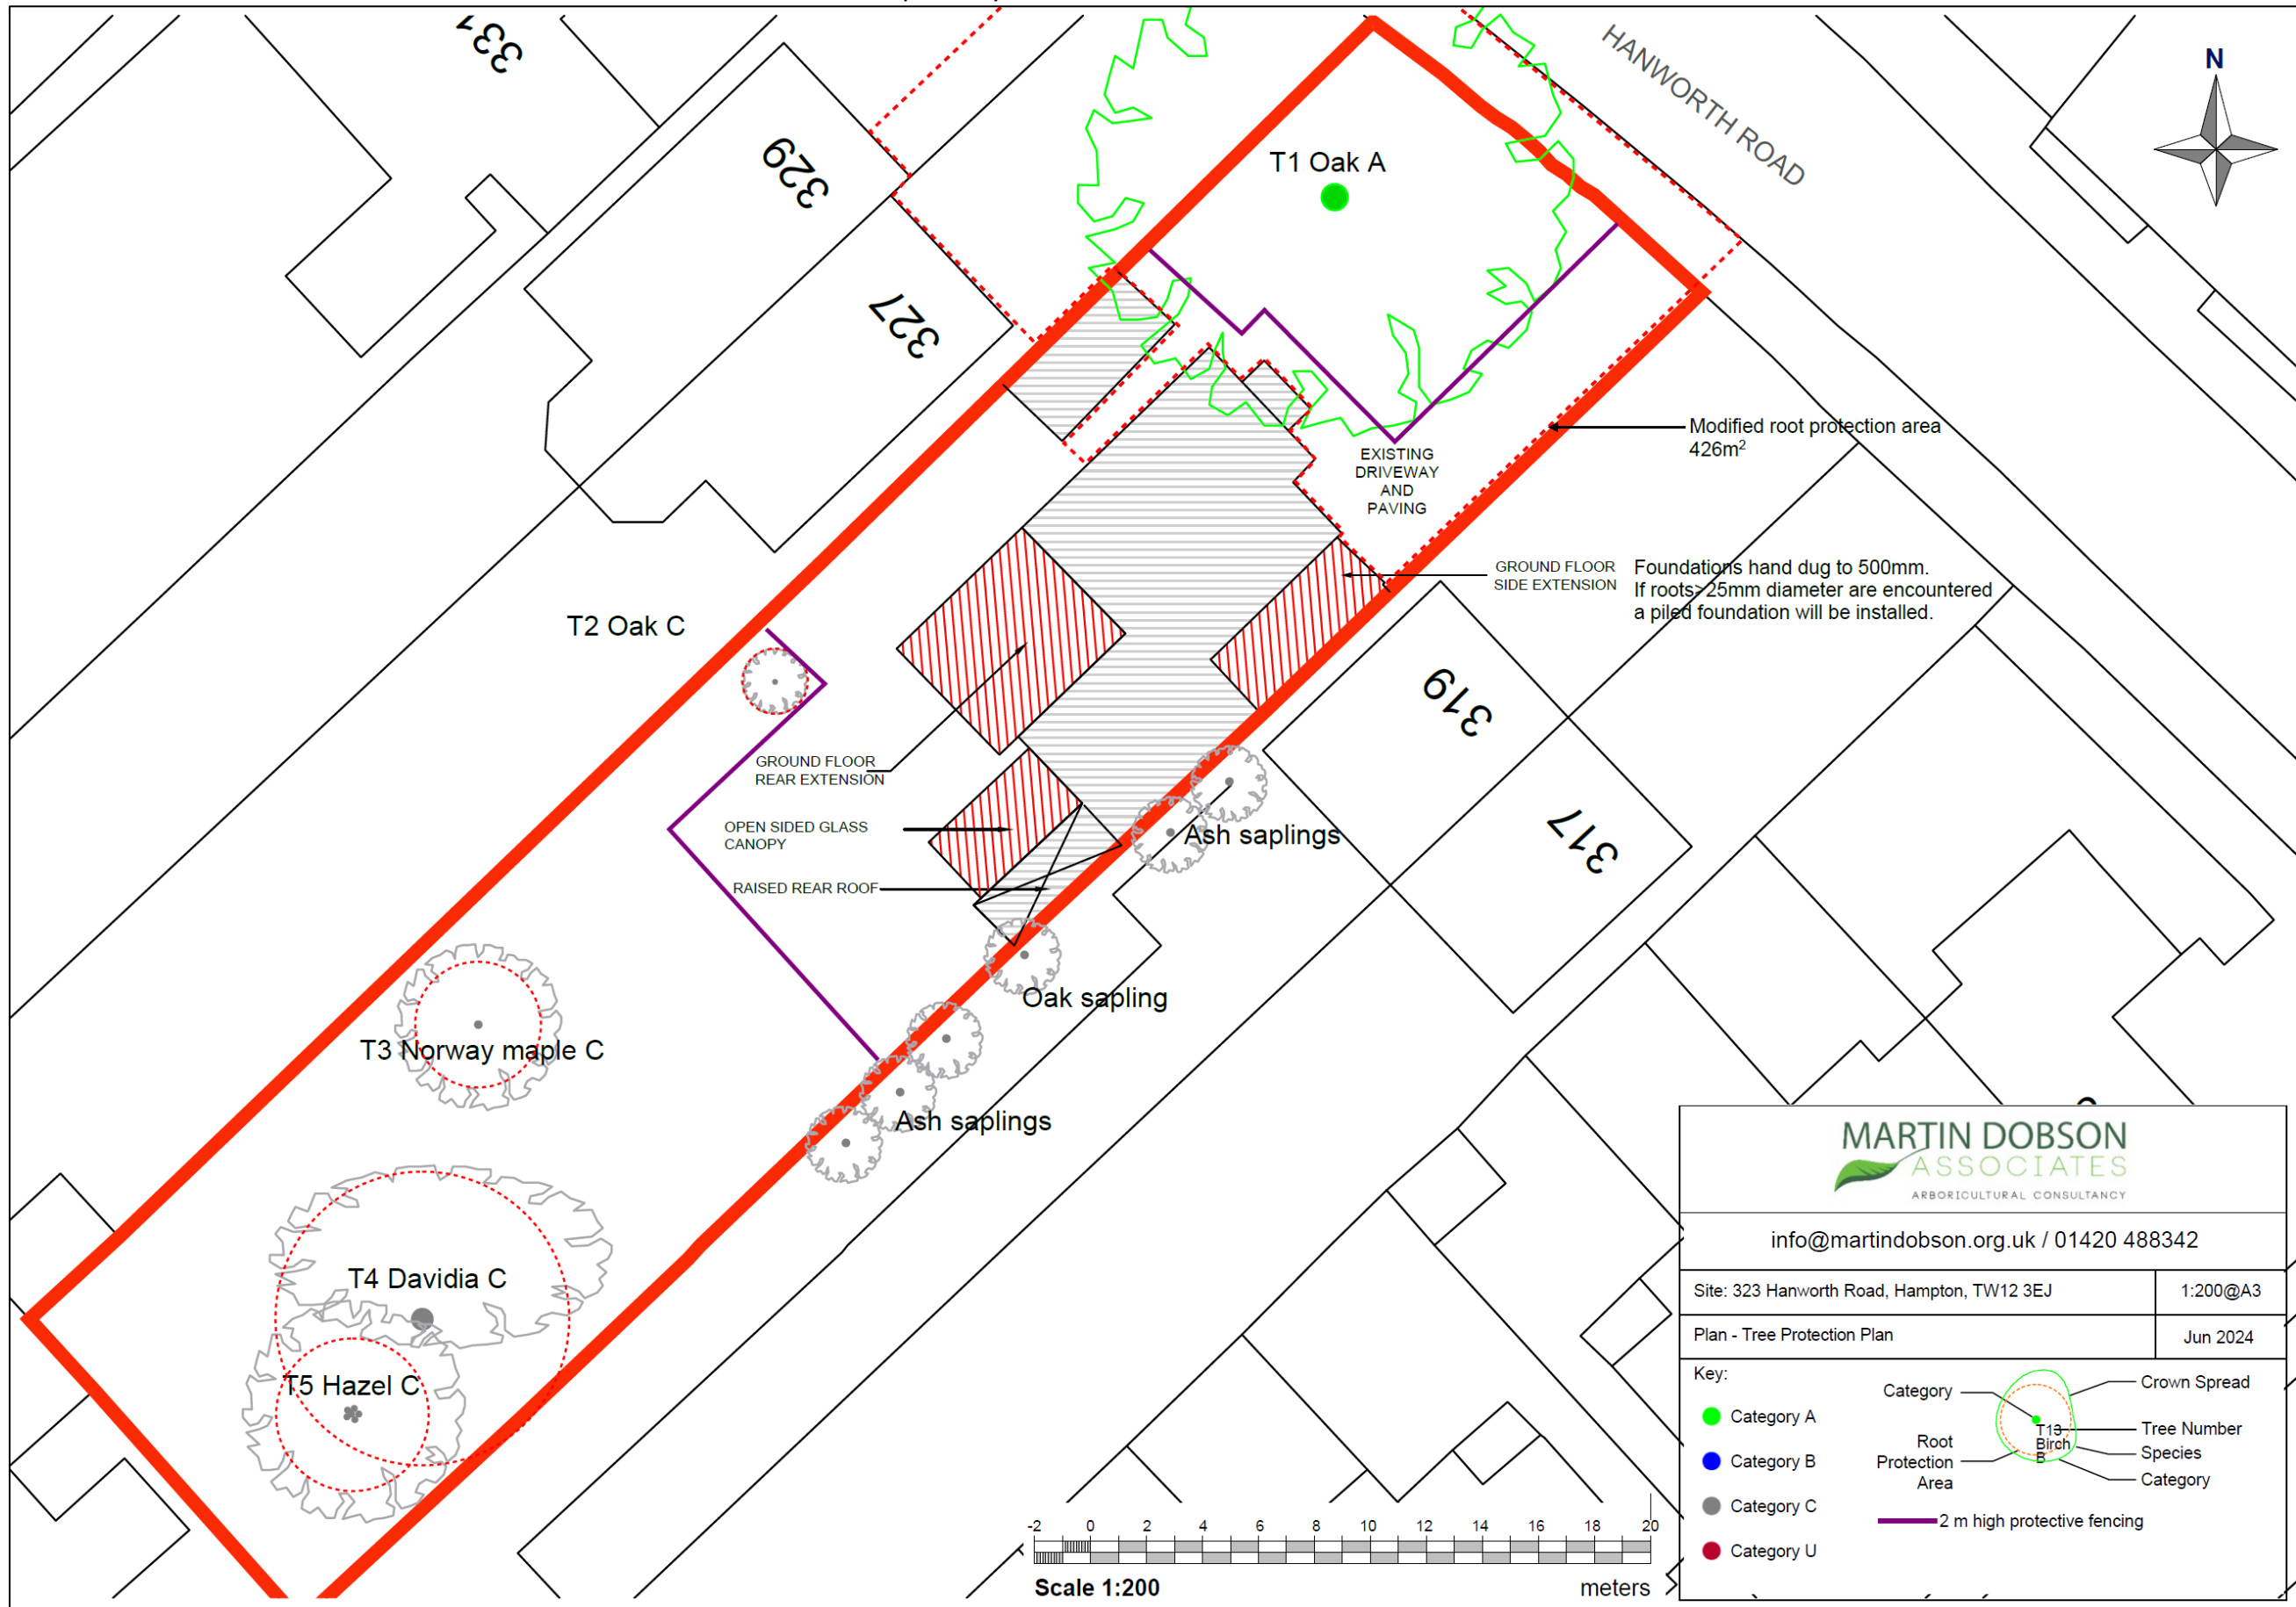 331
HANWORTH ROAD
N
329
T1 Oak A
327
Modified root protection area
426m²
EXISTING
DRIVEWAY
AND
PAVING
GROUND FLOOR
SIDE EXTENSION
Foundations hand dug to 500mm.
If roots>25mm diameter are encountered
a piled foundation will be installed.
T2 Oak C
319
GROUND FLOOR
REAR EXTENSION
OPEN SIDED GLASS
CANOPY
Ash saplings
317
RAISED REAR ROOF
Oak sapling
T3 Norway maple C
Ash saplings
T4 Davidia C
T5 Hazel C
MARTIN DOBSON
ASSOCIATES
ARBORICULTURAL CONSULTANCY
info@martindobson.org.uk / 01420 488342
Site: 323 Hanworth Road, Hampton, TW12 3EJ
1:200@A3
Plan - Tree Protection Plan
Jun 2024
Key:
Category A
Category B
Category C
Category U
Category
Root
Protection
Area
T13
Birch
B
Crown Spread
Tree Number
Species
Category
2 m high protective fencing
-2 0 2 4 6 8 10 12 14 16 18 20
Scale 1:200
meters